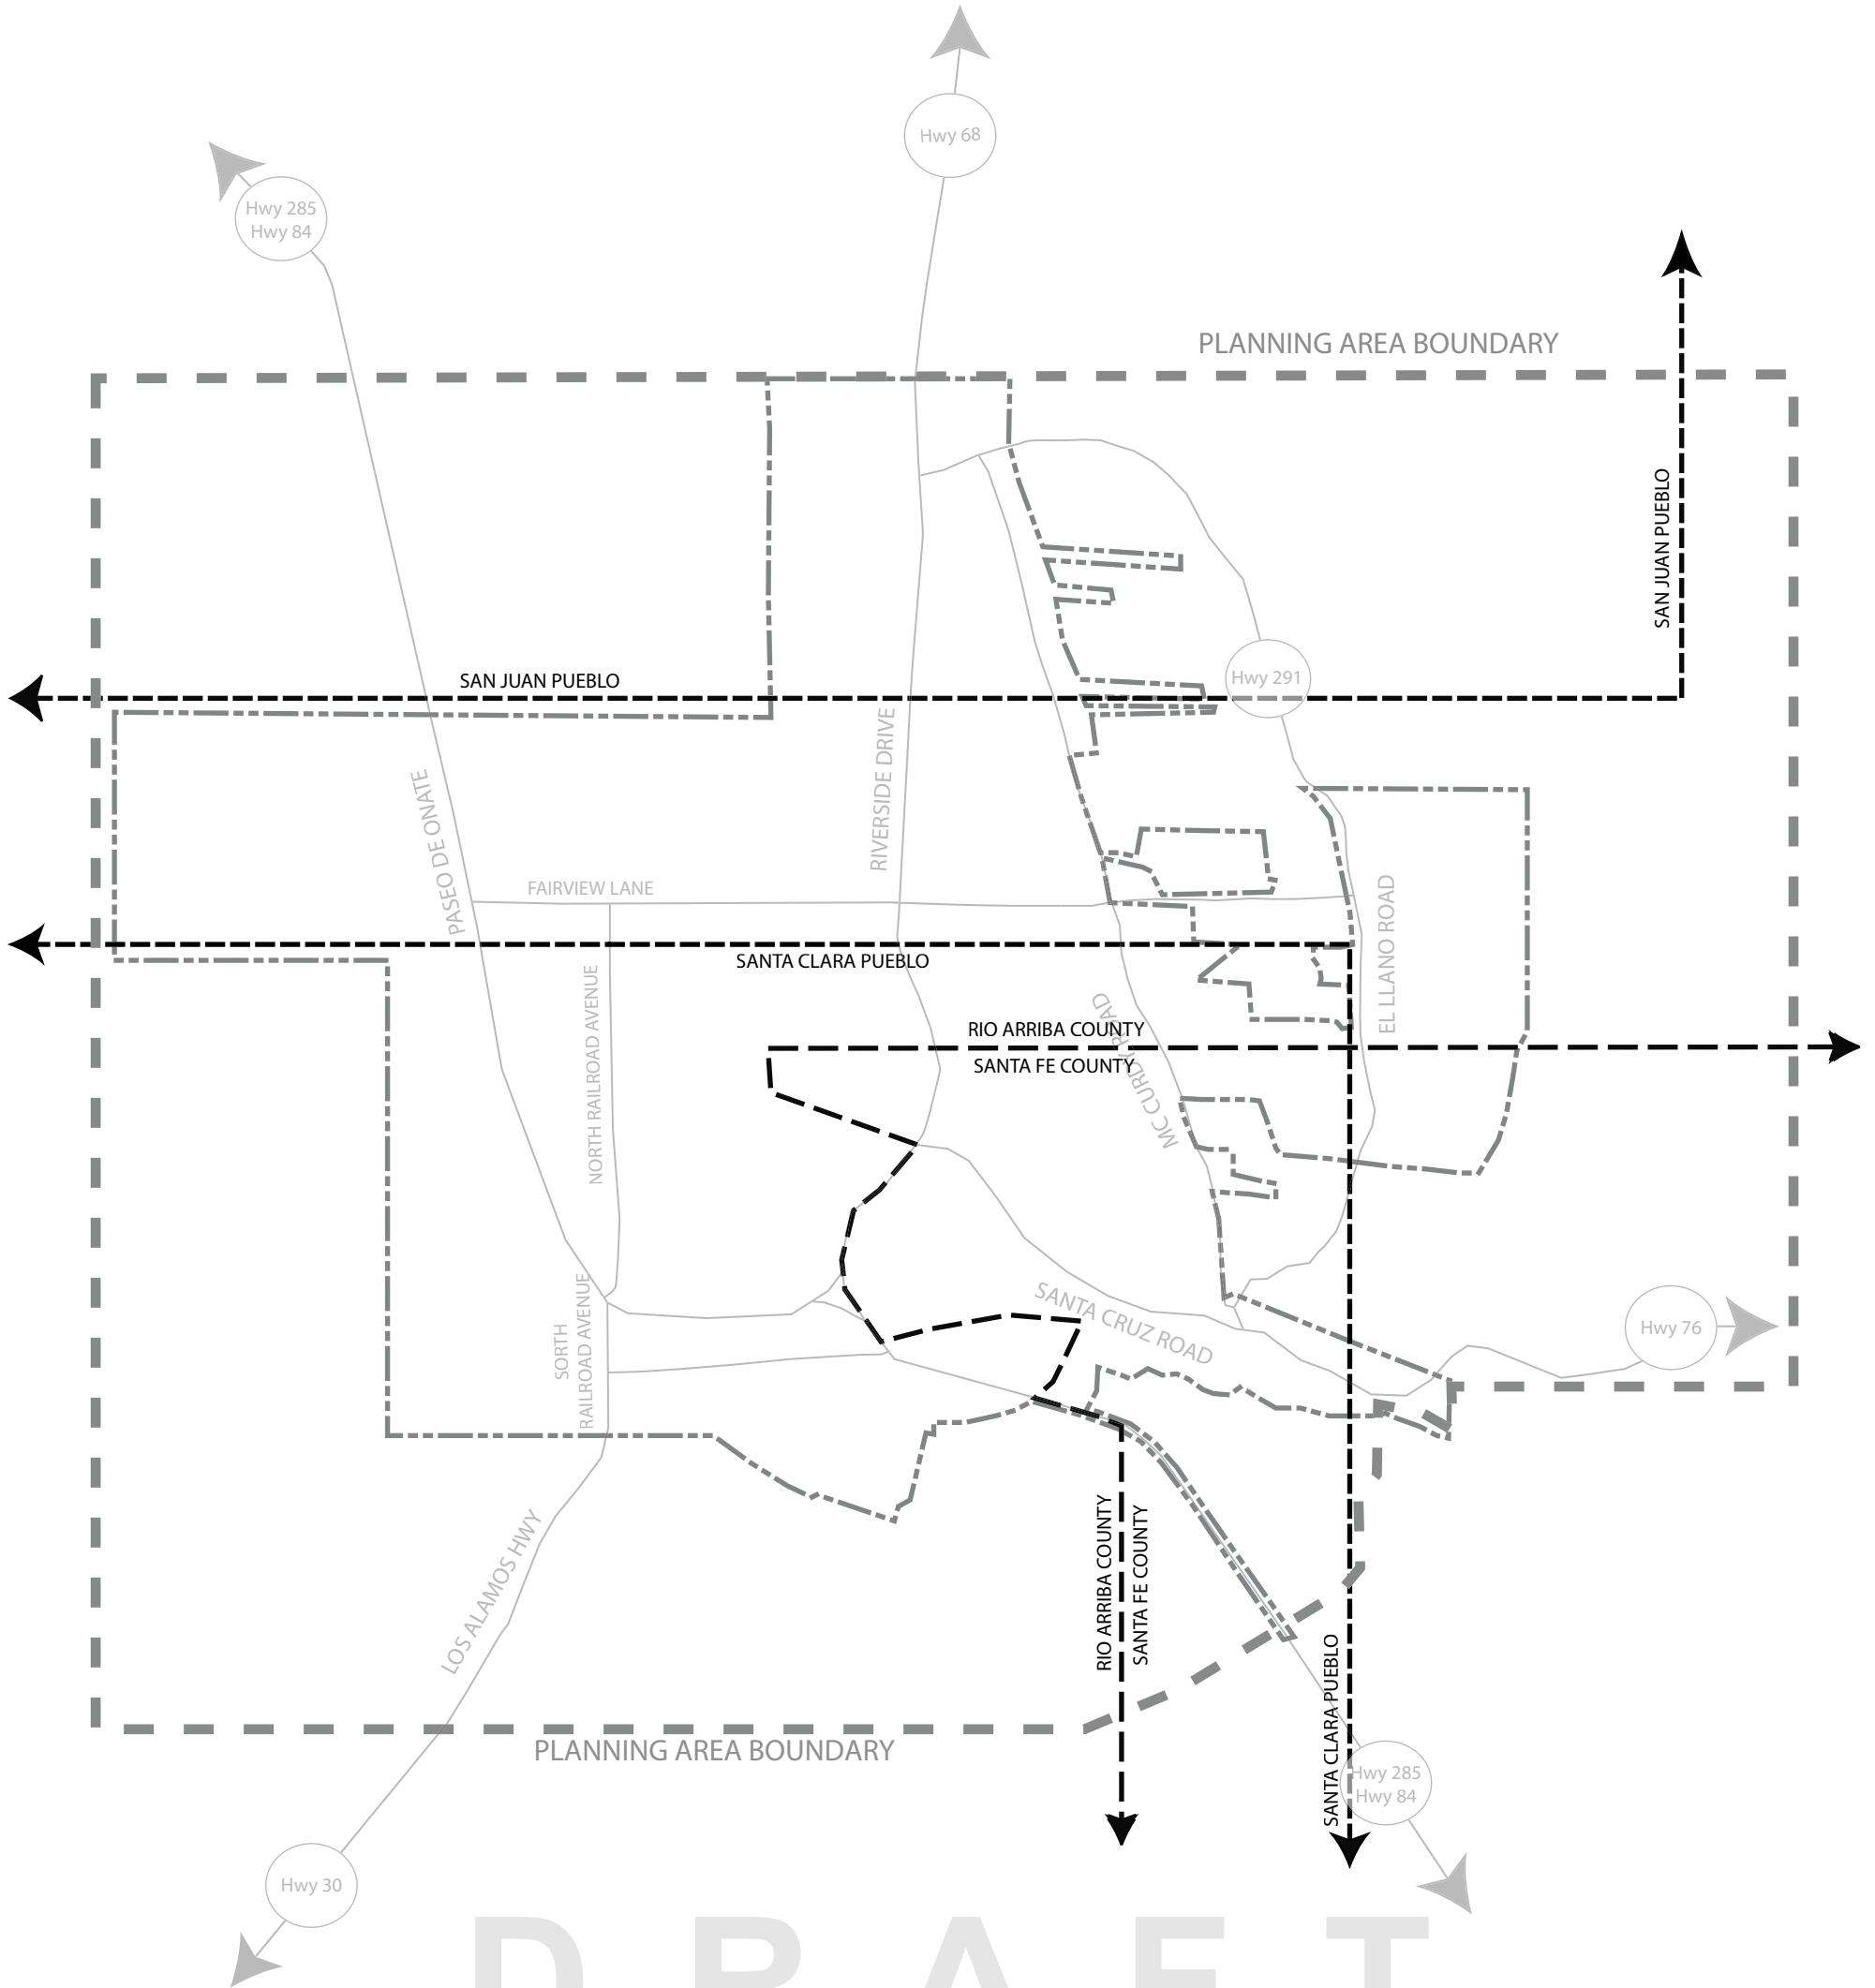 Hwy 68
Hwy 285
Hwy 84
PLANNING AREA BOUNDARY
SAN JUAN PUEBLO
SAN JUAN PUEBLO
Hwy 291
RIVERSIDE DRIVE
PASEO DE ONATE
FAIRVIEW LANE
EL LLANO ROAD
SANTA CLARA PUEBLO
NORTH RAILROAD AVENUE
RIO ARRIBA COUNTY
SANTA FE COUNTY
MC CURDY ROAD
SANTA CRUZ ROAD
SORTH
RAILROAD AVENUE
Hwy 76
LOS ALAMOS HWY
RIO ARRIBA COUNTY
SANTA FE COUNTY
SANTA CLARA PUEBLO
PLANNING AREA BOUNDARY
Hwy 285
Hwy 84
Hwy 30
DRAFT